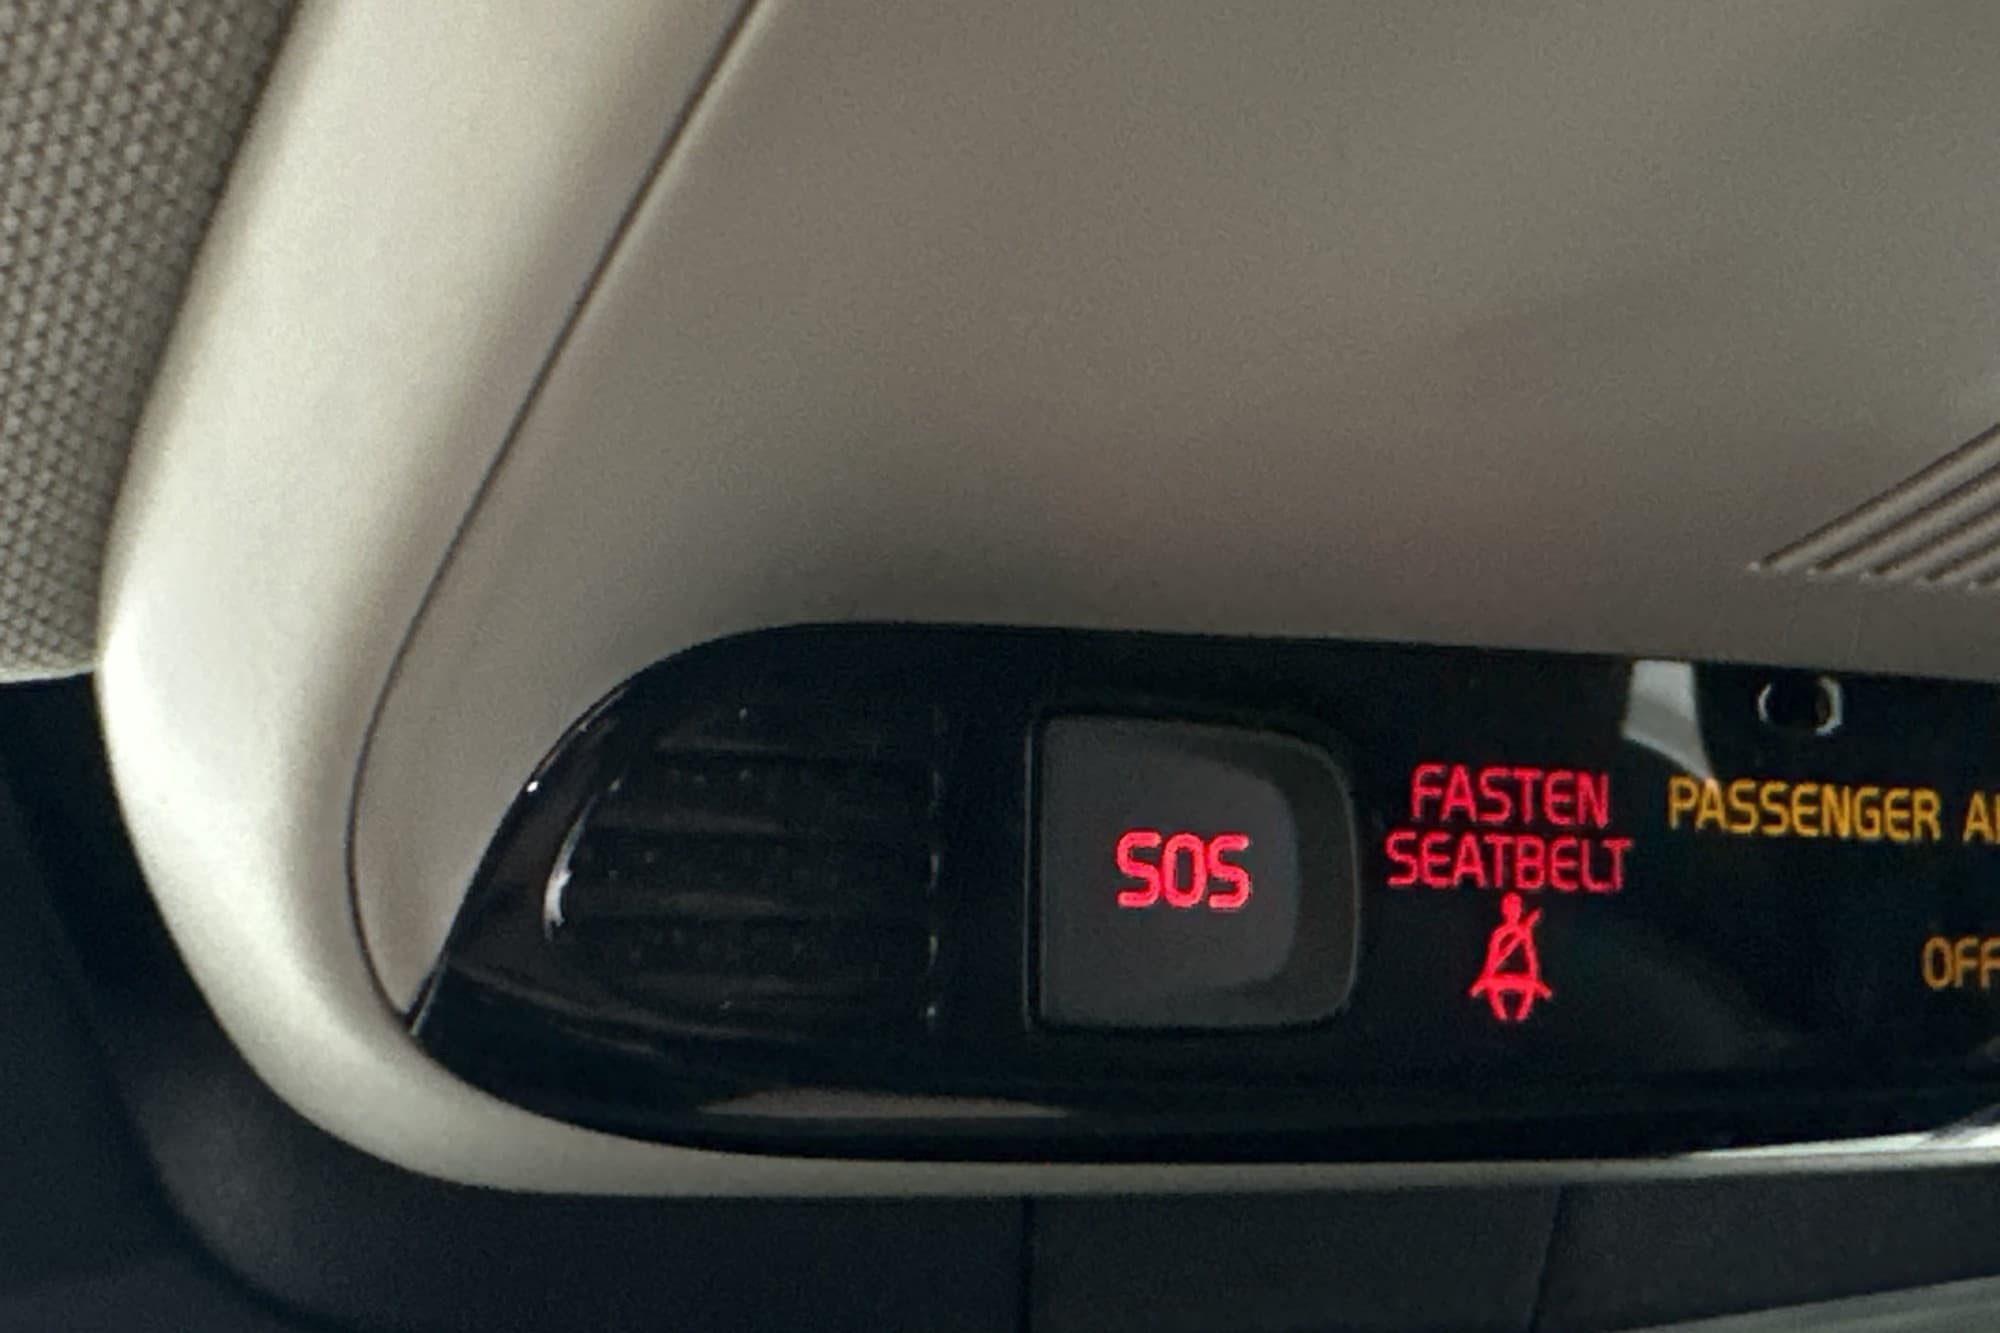 SOS
FASTEN
SEATBELT
PASSENGER
OFF